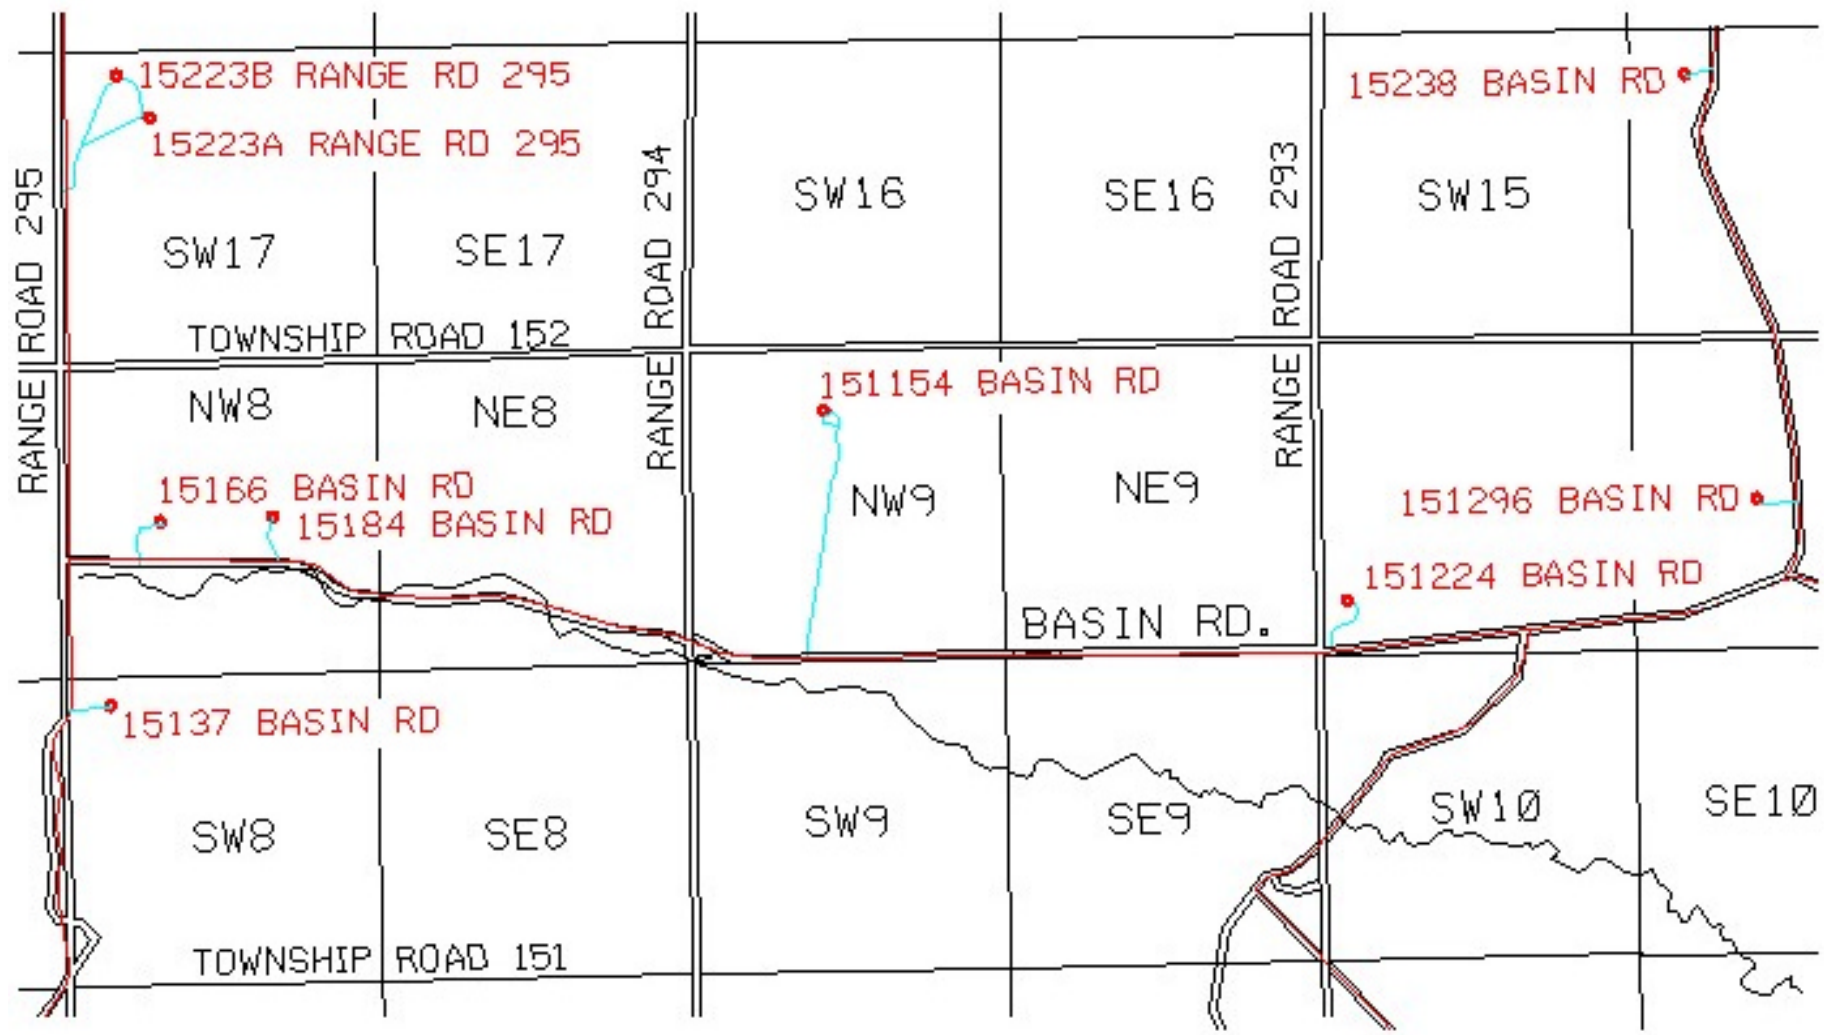 15223B RANGE RD 295
15238 BASIN RD
15223A RANGE RD 295
RANGE ROAD 295
RANGE ROAD 294
RANGE ROAD 293
SW16
SE16
SW15
SW17
SE17
TOWNSHIP ROAD 152
151154 BASIN RD
NW8
NE8
NW9
NE9
15166 BASIN RD
15184 BASIN RD
151296 BASIN RD
151224 BASIN RD
BASIN RD.
15137 BASIN RD
SW8
SE8
SW9
SE9
SW10
SE10
TOWNSHIP ROAD 151